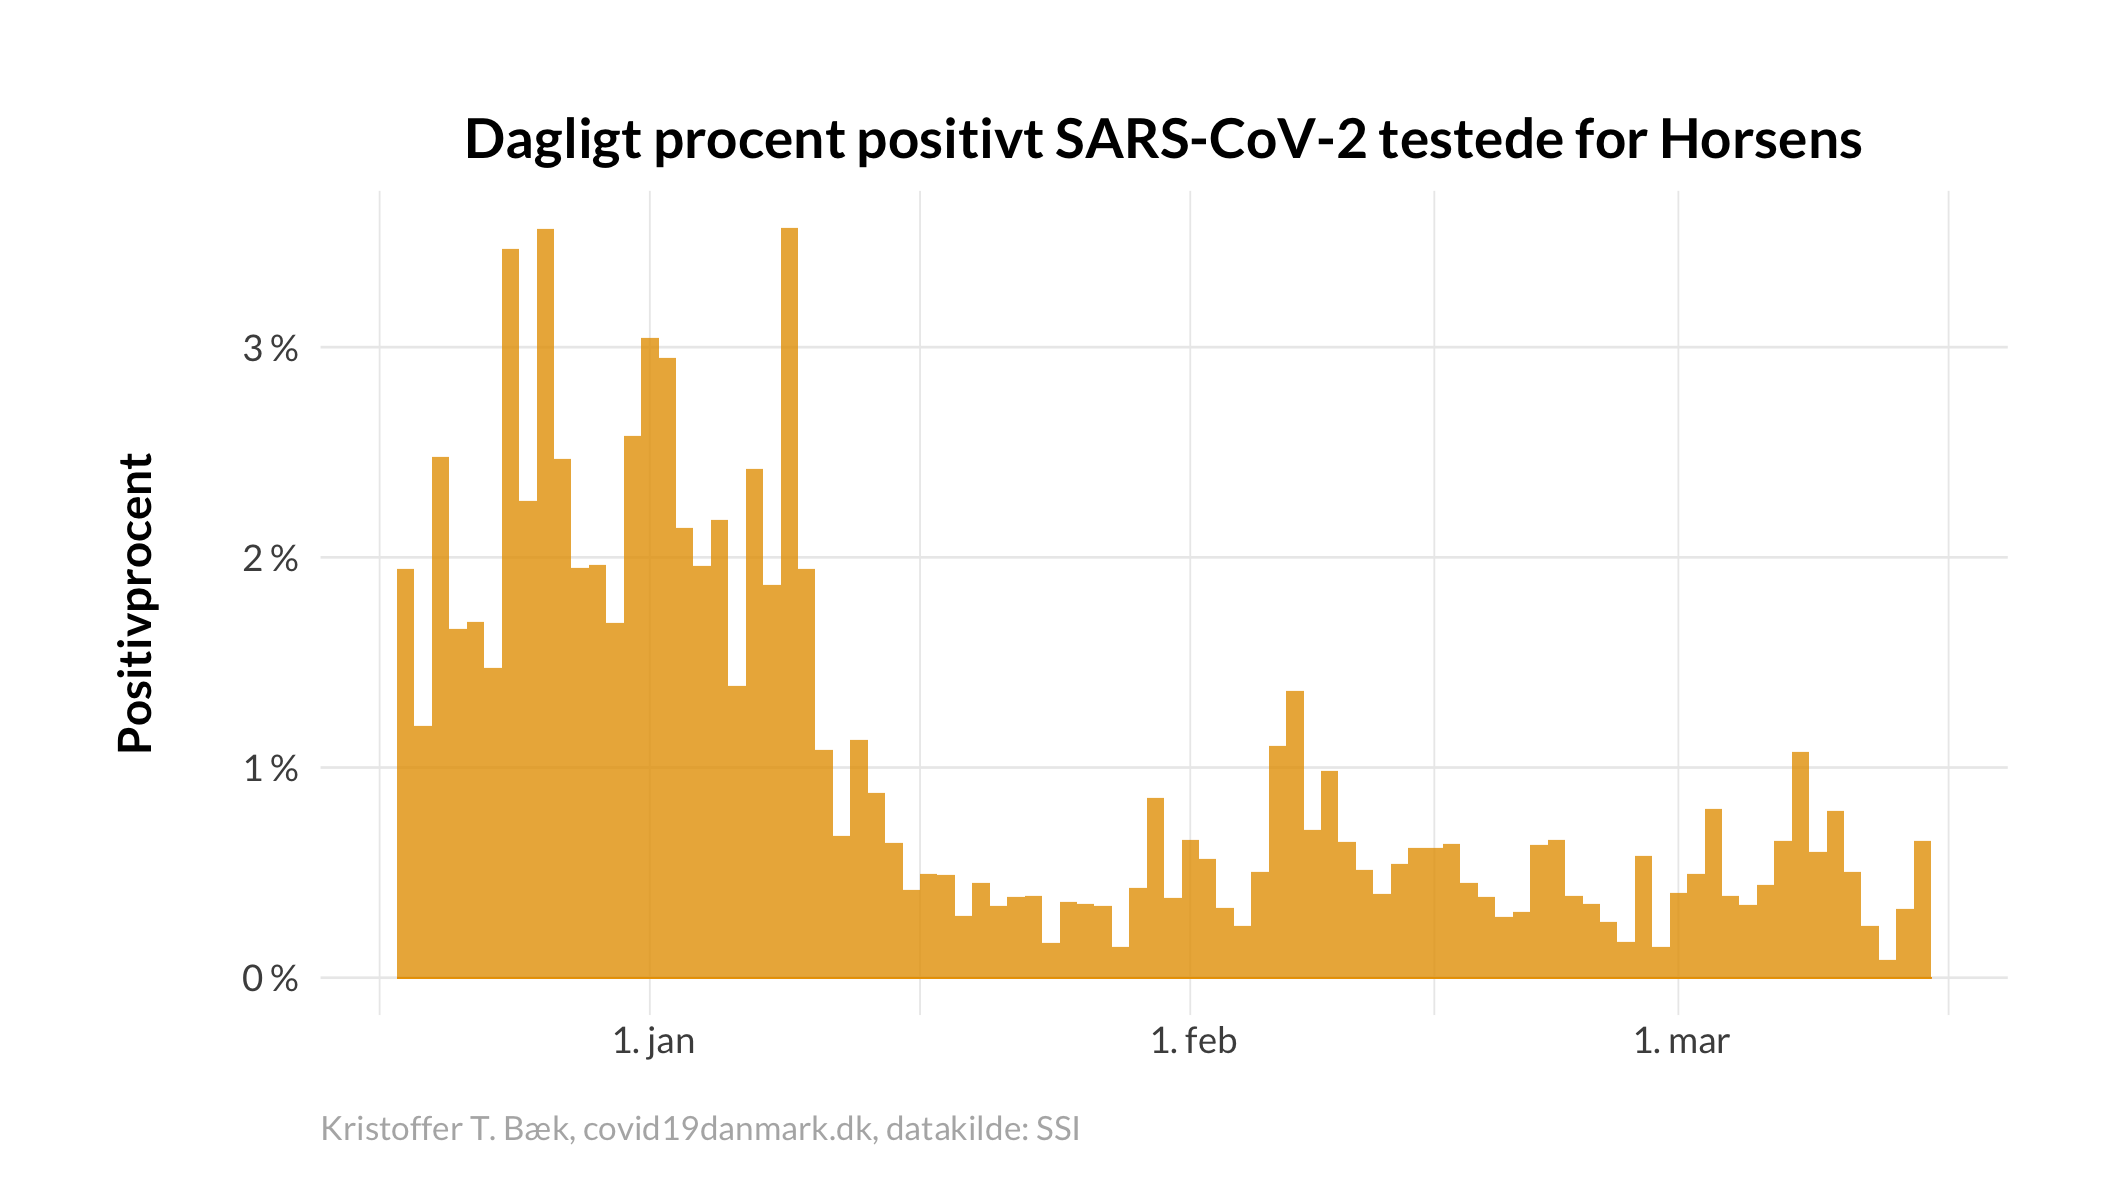 Dagligt procent positivt SARS-CoV-2 testede for Horsens
Positivprocent
3 %
2 %
1 %
0 %
1. jan
1. feb
1. mar
Kristoffer T. Bæk, covid19danmark.dk, datakilde: SSI